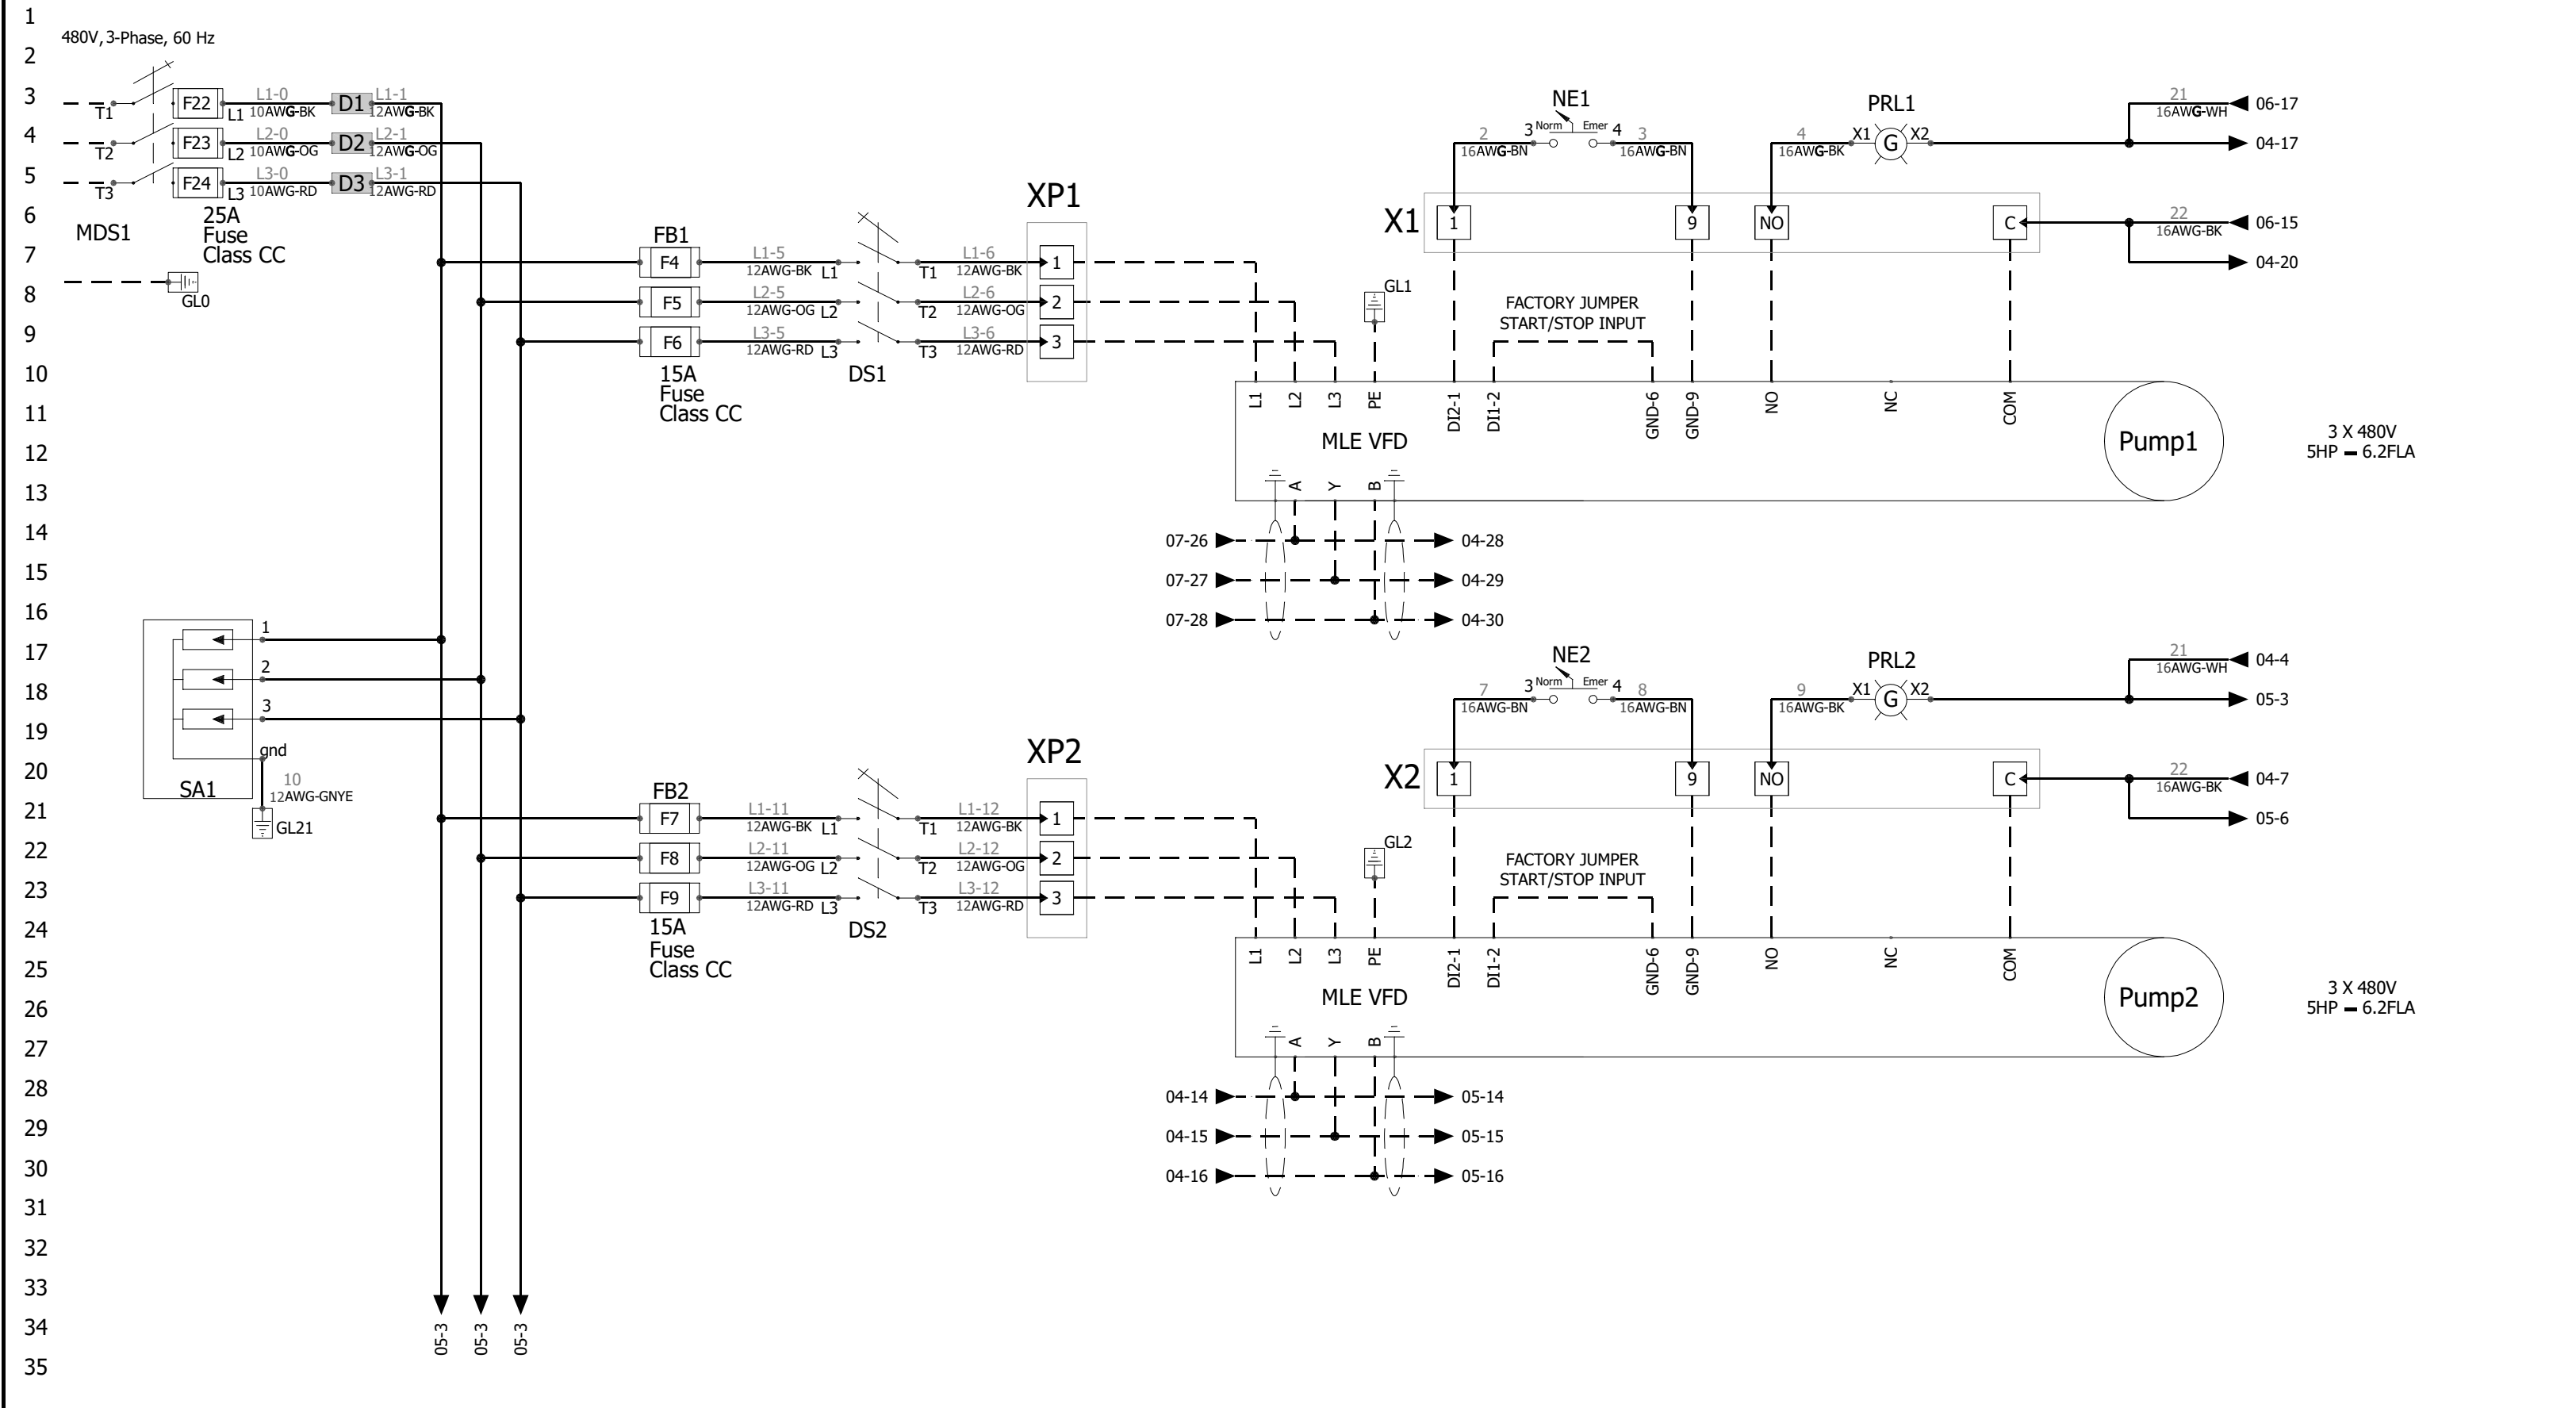 1
480V, 3-Phase, 60 Hz
2
3
T1
F22
L1
L1-0
10AWG-BK
D1
L1-1
12AWG-BK
4
T2
F23
L2
L2-0
10AWG-OG
D2
L2-1
12AWG-OG
5
T3
F24
L3
L3-0
10AWG-RD
D3
L3-1
12AWG-RD
6
MDS1
25A
Fuse
Class CC
7
8
GL0
9
10
11
12
13
14
15
16
17
18
19
20
21
22
23
24
25
26
27
28
29
30
31
32
33
34
35
FB1
F4
L1-5
12AWG-BK
L1
T1
L1-6
12AWG-BK
F5
L2-5
12AWG-OG
L2
T2
L2-6
12AWG-OG
F6
L3-5
12AWG-RD
L3
T3
L3-6
12AWG-RD
15A
Fuse
Class CC
DS1
XP1
1
2
3
NE1
2
16AWG-BN
3
Norm
Emer
4
3
16AWG-BN
PRL1
4
16AWG-BK
X1
G
X2
21
16AWG-WH
06-17
04-17
X1
1
9
NO
C
22
16AWG-BK
06-15
04-20
GL1
FACTORY JUMPER
START/STOP INPUT
L1
L2
L3
PE
DI2-1
DI1-2
GND-6
GND-9
NO
NC
COM
MLE VFD
Pump1
3 X 480V
5HP - 6.2FLA
A
Y
B
07-26
04-28
07-27
04-29
07-28
04-30
1
2
3
gnd
SA1
10
12AWG-GNYE
GL21
FB2
F7
L1-11
12AWG-BK
L1
T1
L1-12
12AWG-BK
F8
L2-11
12AWG-OG
L2
T2
L2-12
12AWG-OG
F9
L3-11
12AWG-RD
L3
T3
L3-12
12AWG-RD
15A
Fuse
Class CC
DS2
XP2
1
2
3
NE2
7
16AWG-BN
3
Norm
Emer
4
8
16AWG-BN
PRL2
9
16AWG-BK
X1
G
X2
21
16AWG-WH
04-4
05-3
X2
1
9
NO
C
22
16AWG-BK
04-7
05-6
GL2
FACTORY JUMPER
START/STOP INPUT
L1
L2
L3
PE
DI2-1
DI1-2
GND-6
GND-9
NO
NC
COM
MLE VFD
Pump2
3 X 480V
5HP - 6.2FLA
A
Y
B
04-14
05-14
04-15
05-15
04-16
05-16
05-3
05-3
05-3